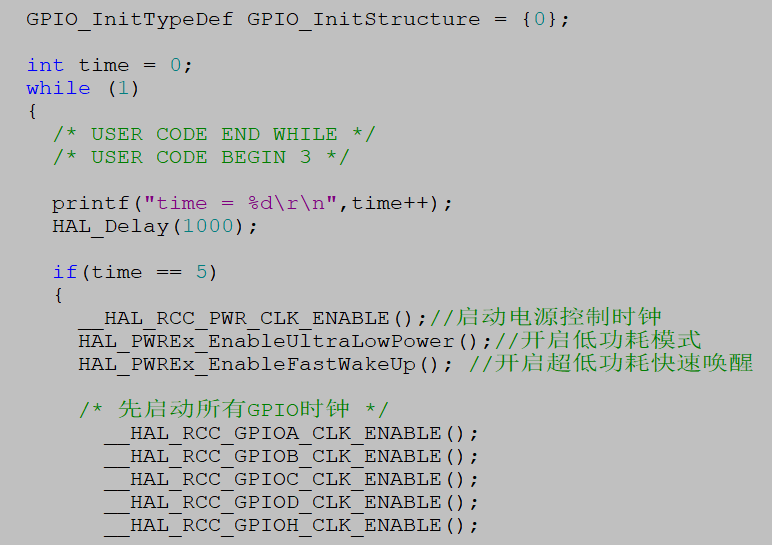 GPIO_InitTypeDef GPIO_InitStructure = {0};
int time = 0;
while (1)
{
/* USER CODE END WHILE */
/* USER CODE BEGIN 3 */
printf("time = %d\r\n",time++);
HAL_Delay(1000);
if(time == 5)
{
__HAL_RCC_PWR_CLK_ENABLE();//启动电源控制时钟
HAL_PWREx_EnableUltraLowPower();//开启低功耗模式
HAL_PWREx_EnableFastWakeUp(); //开启超低功耗快速唤醒
/* 先启动所有GPIO时钟 */
__HAL_RCC_GPIOA_CLK_ENABLE();
__HAL_RCC_GPIOB_CLK_ENABLE();
__HAL_RCC_GPIOC_CLK_ENABLE();
__HAL_RCC_GPIOD_CLK_ENABLE();
__HAL_RCC_GPIOH_CLK_ENABLE();